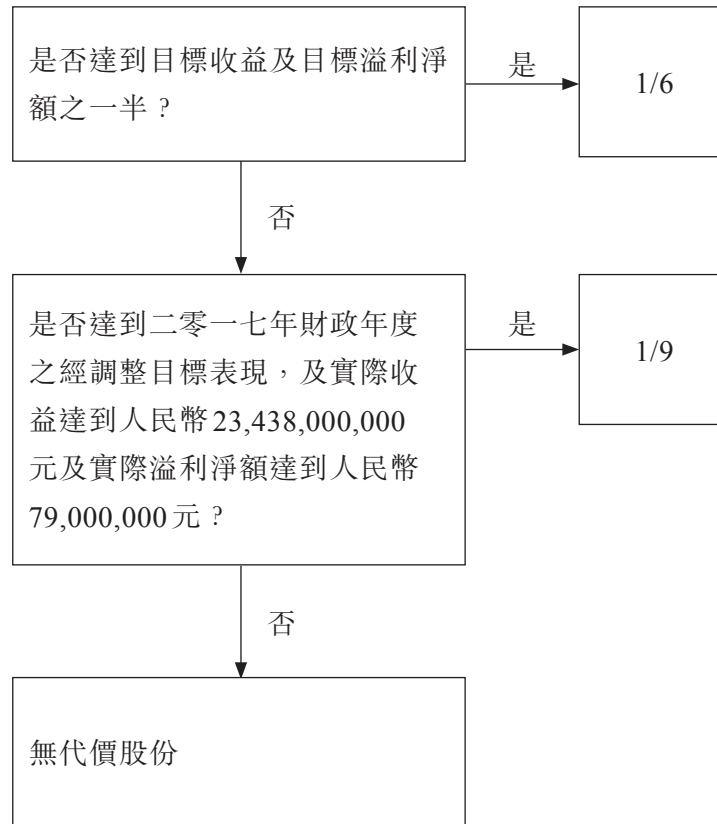 是否達到目標收益及目標溢利淨
額之一半？
是
1/6
否
是否達到二零一七年財政年度
之經調整目標表現，及實際收
益達到人民幣23,438,000,000
元及實際溢利淨額達到人民幣
79,000,000元？
是
1/9
否
無代價股份